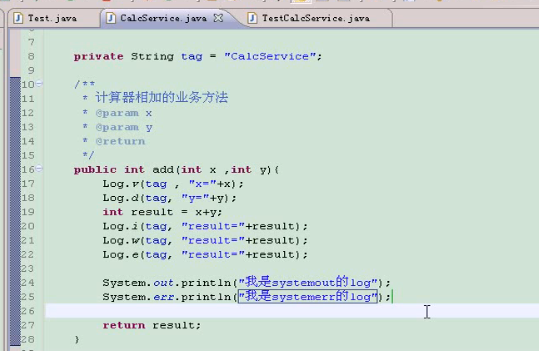 Test.java CalcService.java TestCalcService.java
7
8 private String tag = "CalcService";
9
10 /**
11 * 计算器相加的业务方法
12 * @param x
13 * @param y
14 * @return
15 */
16 public int add(int x ,int y){
17 Log.v(tag , "x="+x);
18 Log.d(tag, "y="+y);
19 int result = x+y;
20 Log.i(tag, "result="+result);
21 Log.w(tag, "result="+result);
22 Log.e(tag, "result="+result);
23
24 System.out.println("我是systemout的log");
25 System.err.println("我是systemerr的log");
26
27 return result;
28 }